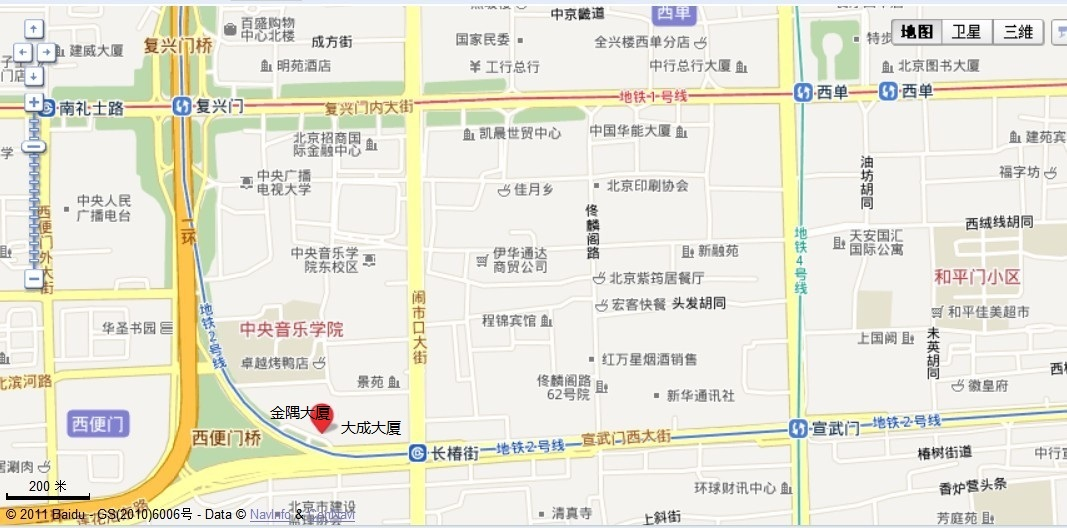 中京畿道
西单
百盛购物
中心北楼
复兴门桥
建威大厦
成方街
国家民委
全兴楼西单分店
特步
地图
卫星
三维
明苑酒店
工行总行
中行总行大厦
北京图书大厦
南礼士路
复兴门
复兴门内大街
地铁1号线
西单
西单
北京招商国
际金融中心
凯晨世贸中心
中国华能大厦
建苑宾
中央广播
电视大学
佳月乡
北京印刷协会
油坊胡同
福字坊
中央人民
广播电台
西便门外大街
二环
佟麟阁路
西绒线胡同
中央音乐学
院东校区
伊华通达
商贸公司
新融苑
地铁4号线
天安国汇
国际公寓
和平门小区
北京紫筠居餐厅
宏客快餐
头发胡同
闹市口大街
华圣书园
地铁2号线
中央音乐学院
程锦宾馆
和平佳美超市
上国阙
未英胡同
卓越烤鸭店
红万星烟酒销售
北滨河路
景苑
佟麟阁路
62号院
新华通讯社
徽皇府
西便门
金隅大厦
大成大厦
西便门桥
长椿街
地铁2号线
宣武门西大街
宣武门
地铁2号线
椿树街道
中行宣
居涮肉
200 米
环球财讯中心
香炉营头条
© 2011 Baidu - GS(2010)6006号 - Data © NavInfo &
北京市建设
监理协会
清真寺
上斜街
芳庭苑